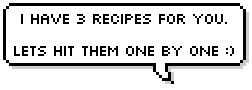 I HAVE 3 RECIPES FOR YOU.
LETS HIT THEM ONE BY ONE :)